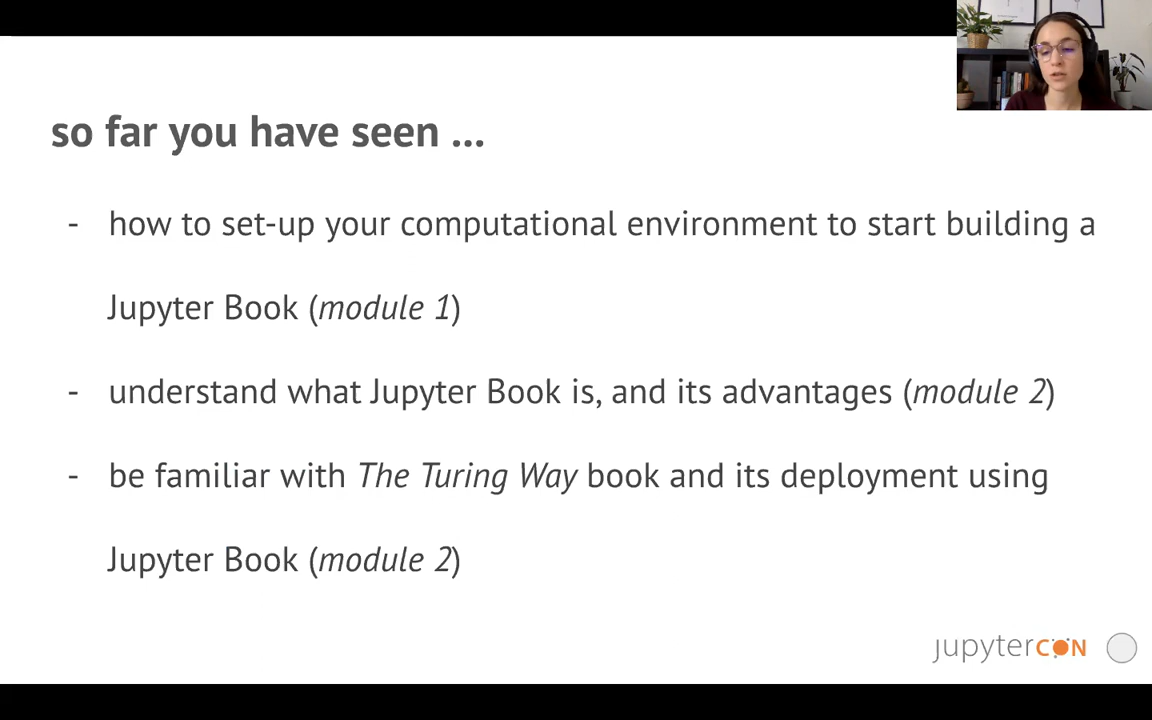 so far you have seen ...
- how to set-up your computational environment to start building a
Jupyter Book (module 1)
- understand what Jupyter Book is, and its advantages (module 2)
- be familiar with The Turing Way book and its deployment using
Jupyter Book (module 2)
jupytercon